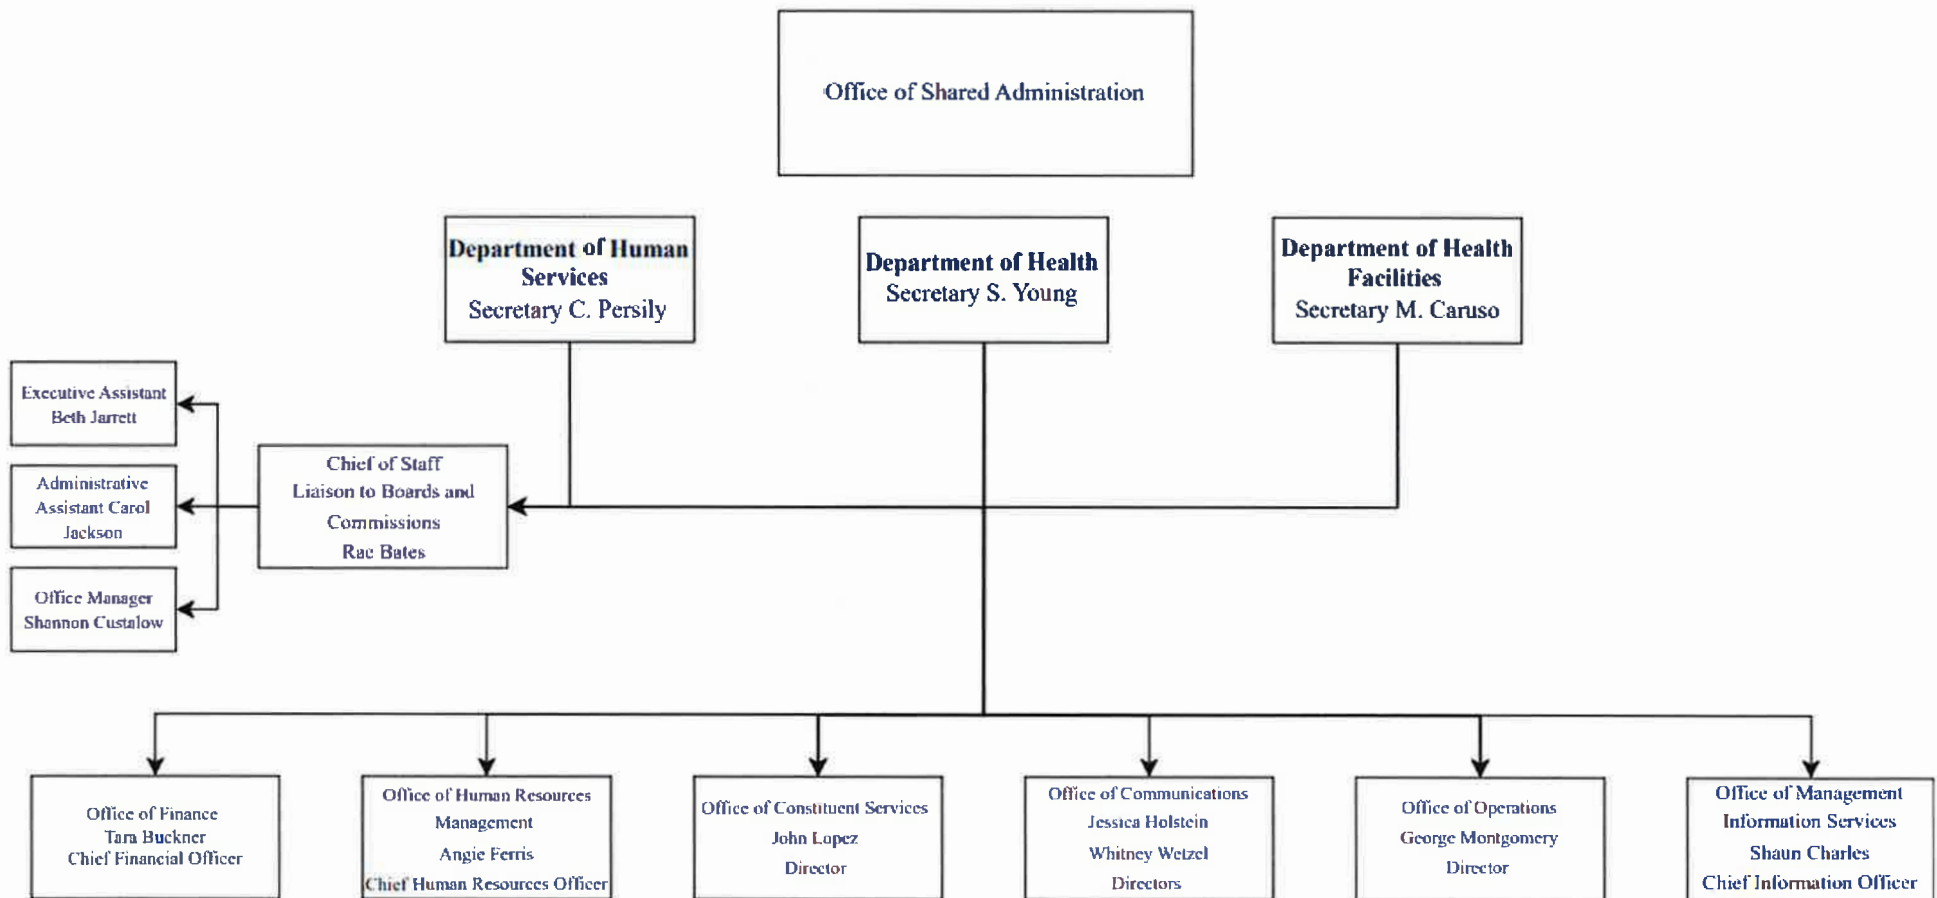 Office of Shared Administration
Department of Human
Services
Secretary C. Persily
Department of Health
Secretary S. Young
Department of Health
Facilities
Secretary M. Caruso
Executive Assistant
Beth Jarrett
Administrative
Assistant Carol
Jackson
Office Manager
Shannon Custalow
Chief of Staff
Liaison to Boards and
Commissions
Rae Bates
Office of Finance
Tara Buckner
Chief Financial Officer
Office of Human Resources
Management
Angie Ferris
Chief Human Resources Officer
Office of Constituent Services
John Lopez
Director
Office of Communications
Jessica Holstein
Whitney Wetzel
Directors
Office of Operations
George Montgomery
Director
Office of Management
Information Services
Shaun Charles
Chief Information Officer